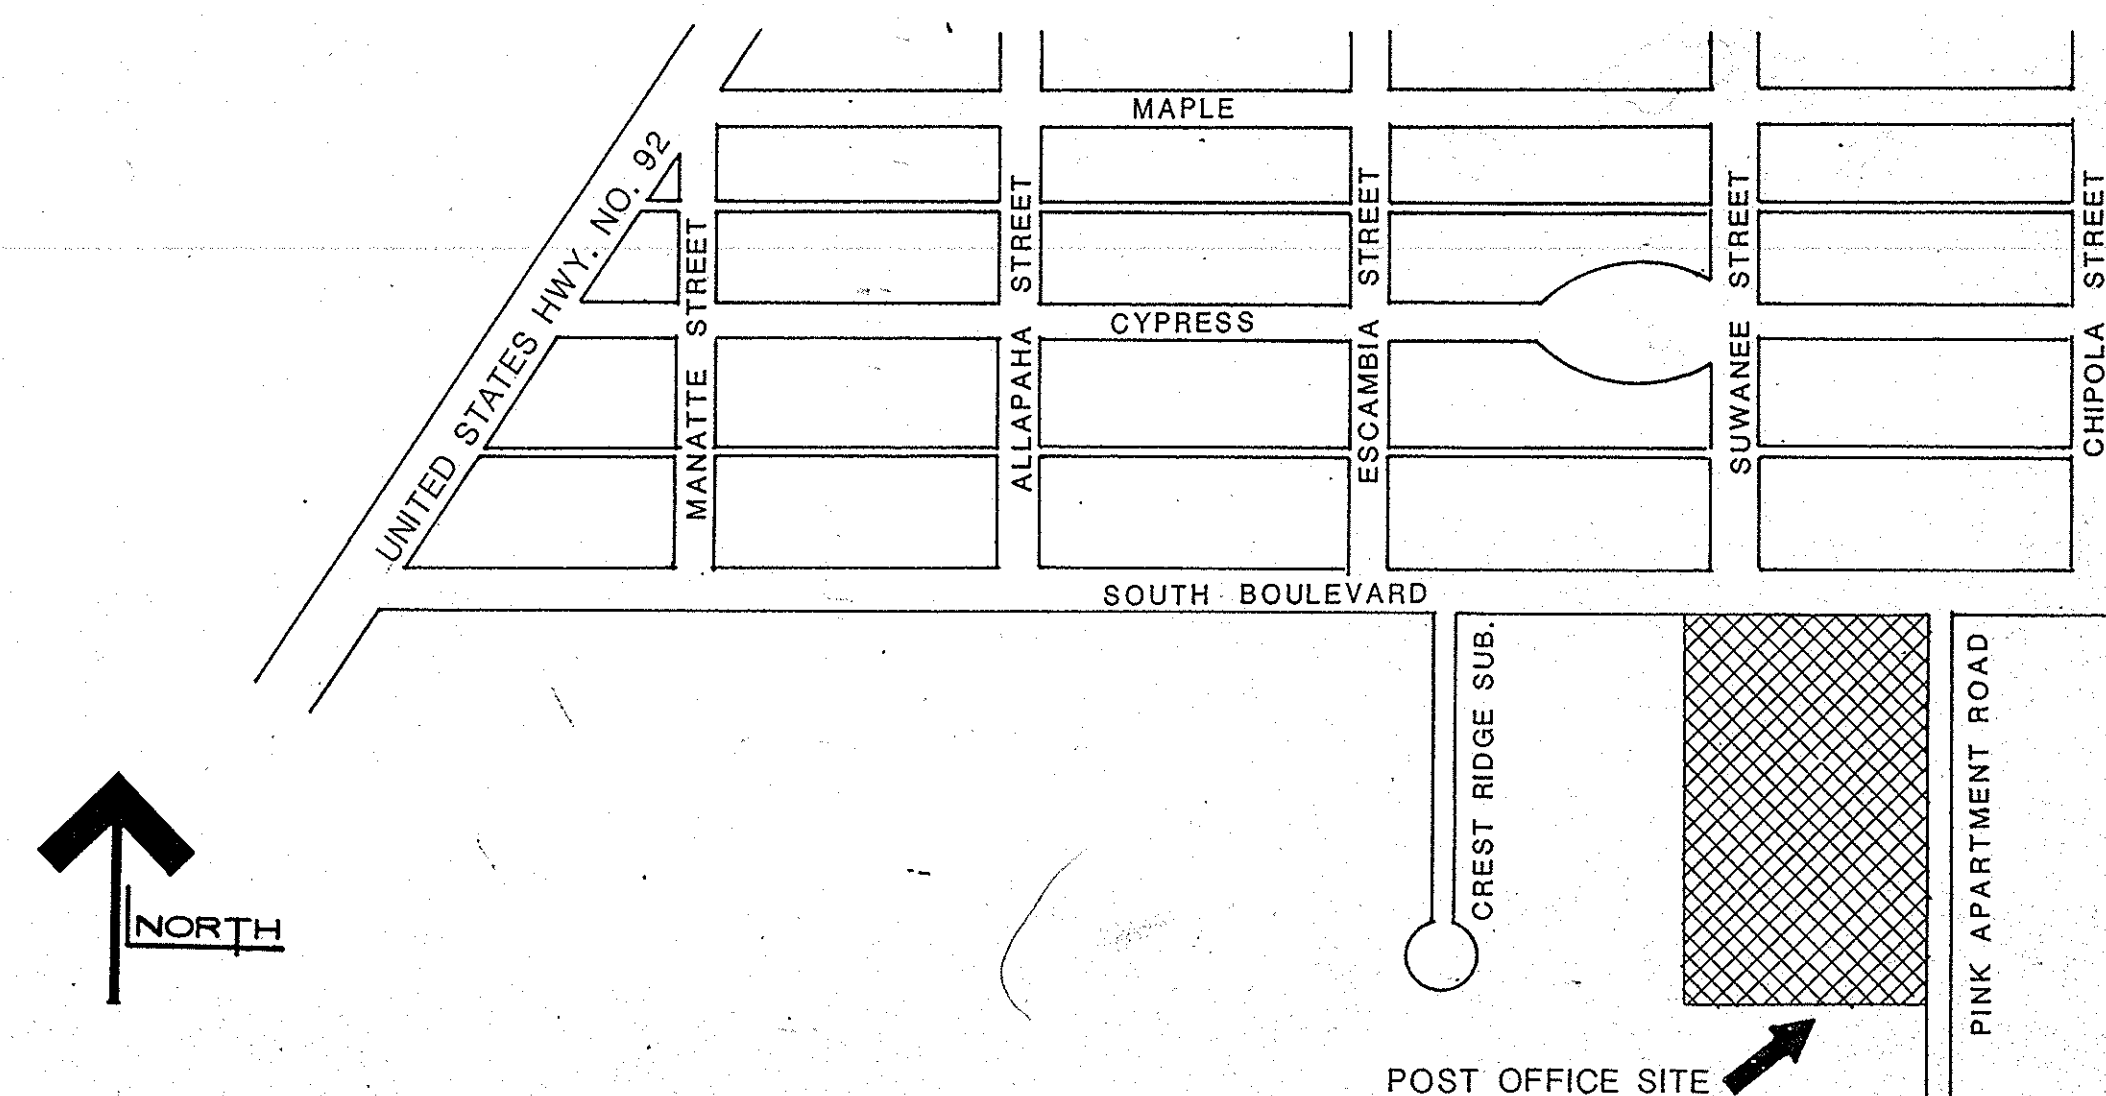 MAPLE
UNITED STATES HWY. NO. 92
MANATTE STREET
ALLAPAHA STREET
ESCAMBIA STREET
SUWANEE STREET
CHIPOLA STREET
CYPRESS
SOUTH BOULEVARD
CREST RIDGE SUB.
PINK APARTMENT ROAD
NORTH
POST OFFICE SITE